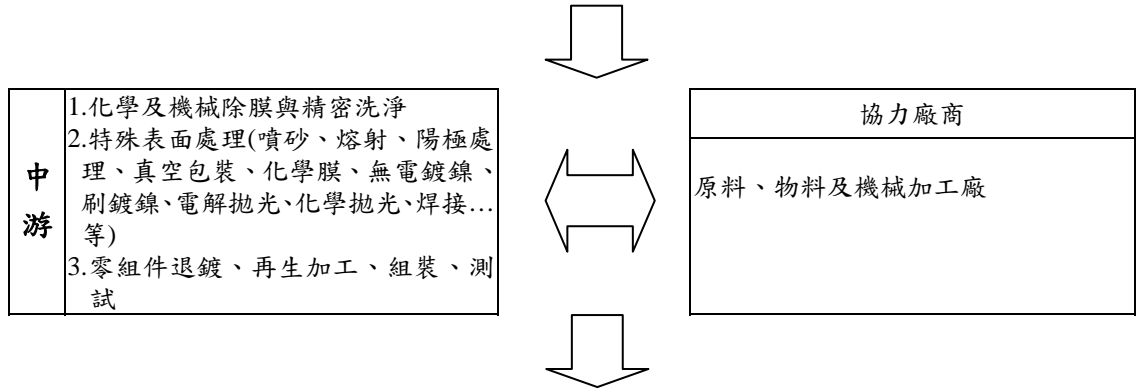 中
游
1.化學及機械除膜與精密洗淨
2.特殊表面處理(噴砂、熔射、陽極處
理、真空包裝、化學膜、無電鍍鎳、
刷鍍鎳、電解拋光、化學拋光、焊接…
等)
3.零組件退鍍、再生加工、組裝、測
試
協力廠商
原料、物料及機械加工廠